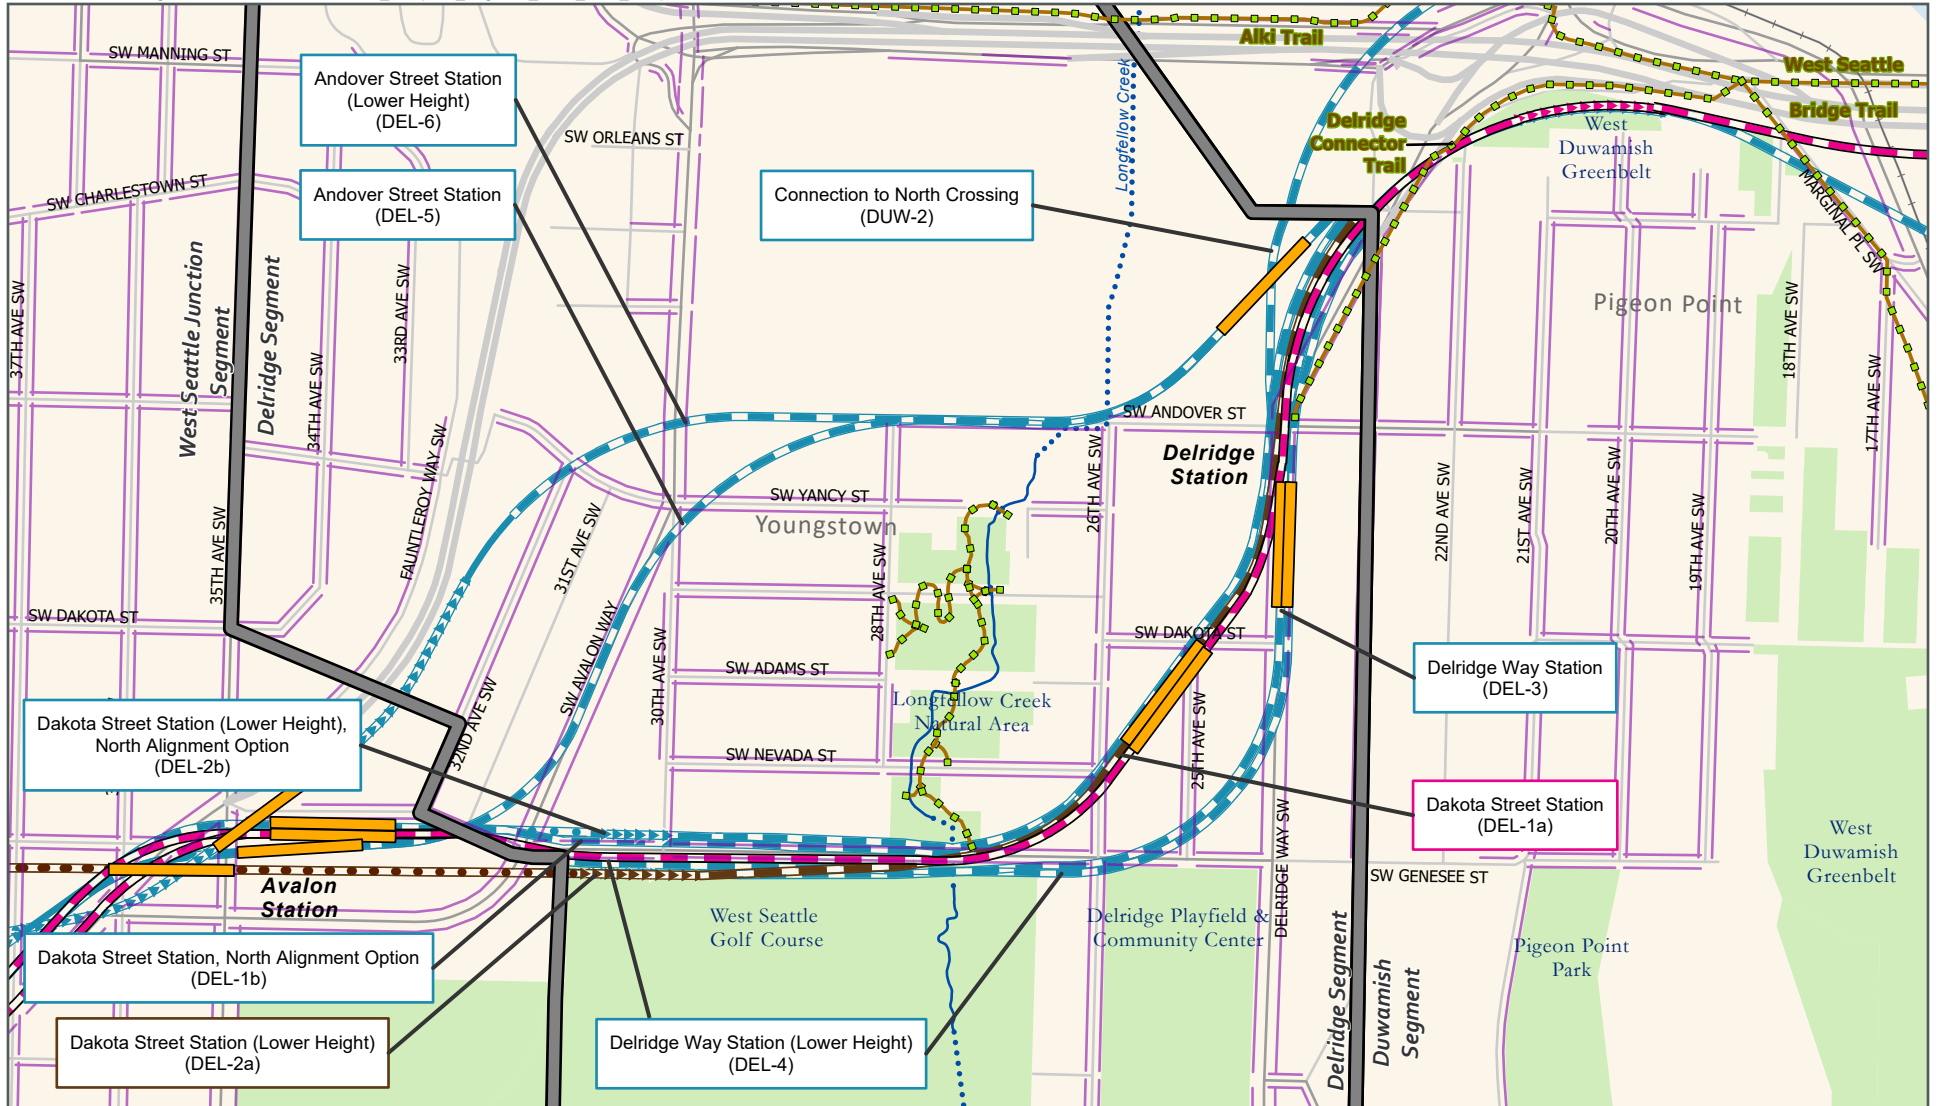 SW MANNING ST
Andover Street Station
(Lower Height)
(DEL-6)
SW ORLEANS ST
Alki Trail
West Seattle
Bridge Trail
Longfellow Creek
Delridge
Connector
Trail
West
Duwamish
Greenbelt
SW CHARLESTOWN ST
Andover Street Station
(DEL-5)
Connection to North Crossing
(DUW-2)
MARGINAL PL SW
West Seattle Junction
Segment
Delridge Segment
37TH AVE SW
34TH AVE SW
33RD AVE SW
Pigeon Point
18TH AVE SW
17TH AVE SW
SW ANDOVER ST
Delridge
Station
FAUNTLEROY WAY SW
35TH AVE SW
31ST AVE SW
SW YANCY ST
Youngstown
26TH AVE SW
22ND AVE SW
21ST AVE SW
20TH AVE SW
19TH AVE SW
28TH AVE SW
SW DAKOTA ST
SW DAKOTA ST
SW AVALON WAY
30TH AVE SW
SW ADAMS ST
Delridge Way Station
(DEL-3)
32ND AVE SW
Longfellow Creek
Natural Area
25TH AVE SW
Dakota Street Station (Lower Height),
North Alignment Option
(DEL-2b)
SW NEVADA ST
Dakota Street Station
(DEL-1a)
DELRIDGE WAY SW
West
Duwamish
Greenbelt
SW GENESEE ST
Avalon
Station
West Seattle
Golf Course
Delridge Playfield &
Community Center
Pigeon Point
Park
Dakota Street Station, North Alignment Option
(DEL-1b)
Delridge Segment
Duwamish
Segment
Dakota Street Station (Lower Height)
(DEL-2a)
Delridge Way Station (Lower Height)
(DEL-4)